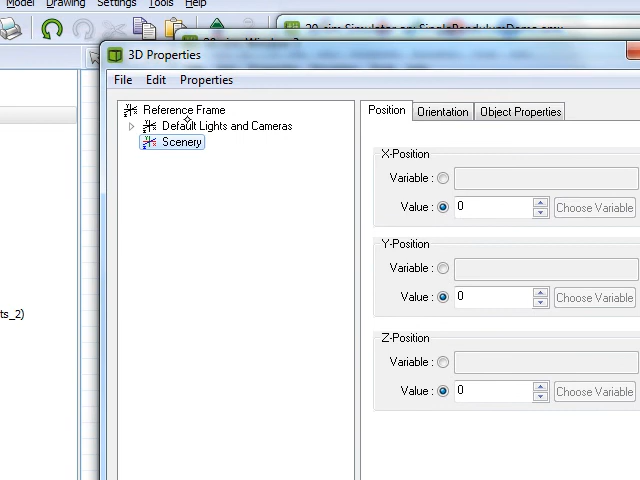 Model Drawing Settings Tools Help
3D Properties
File Edit Properties
Reference Frame
Default Lights and Cameras
Scenery
Position Orientation Object Properties
X-Position
Variable :
Value : 0 Choose Variable
Y-Position
Variable :
Value : 0 Choose Variable
Z-Position
Variable :
Value : 0 Choose Variable
ts_2)